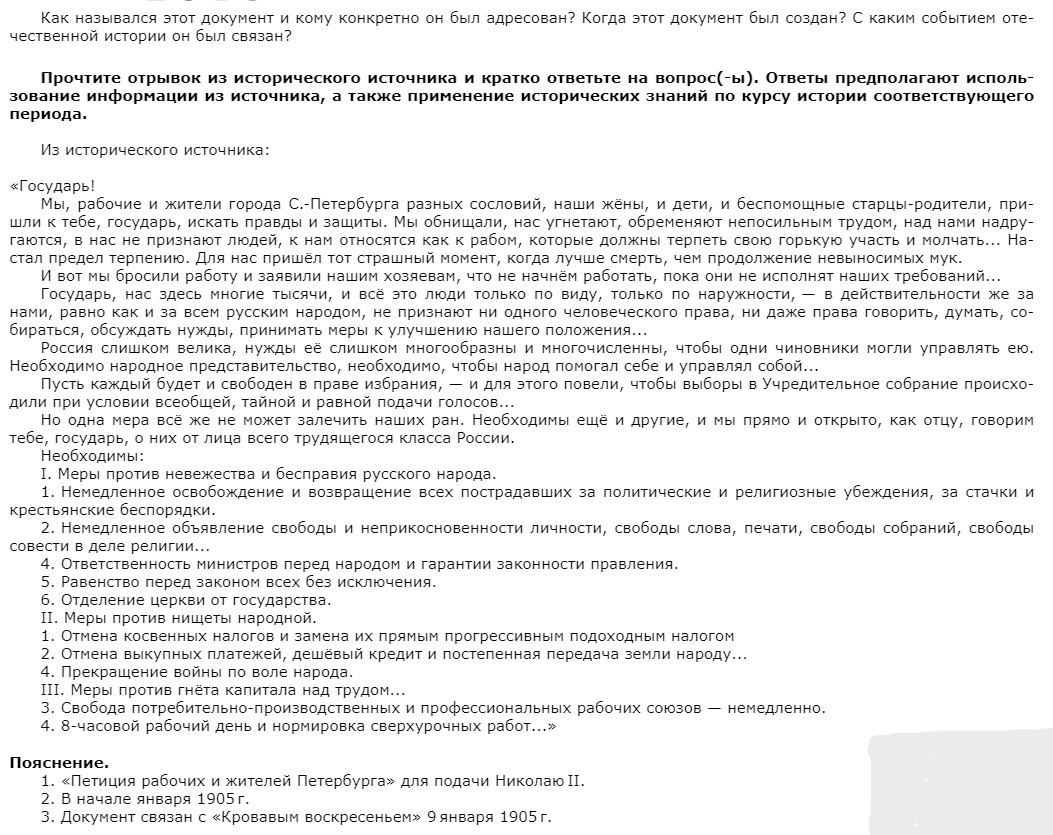 Как назывался этот документ и кому конкретно он был адресован? Когда этот документ был создан? С каким событием оте-
чественной истории он был связан?
Прочтите отрывок из исторического источника и кратко ответьте на вопрос(-ы). Ответы предполагают исполь-
зование информации из источника, а также применение исторических знаний по курсу истории соответствующего
периода.
Из исторического источника:
«Государь!
Мы, рабочие и жители города С.-Петербурга разных сословий, наши жёны, и дети, и беспомощные старцы-родители, при-
шли к тебе, государь, искать правды и защиты. Мы обнищали, нас угнетают, обременяют непосильным трудом, над нами надру-
гаются, в нас не признают людей, к нам относятся как к рабом, которые должны терпеть свою горькую участь и молчать... На-
стал предел терпению. Для нас пришёл тот страшный момент, когда лучше смерть, чем продолжение невыносимых мук.
И вот мы бросили работу и заявили нашим хозяевам, что не начнём работать, пока они не исполнят наших требований...
Государь, нас здесь многие тысячи, и всё это люди только по виду, только по наружности, — в действительности же за
нами, равно как и за всем русским народом, не признают ни одного человеческого права, ни даже права говорить, думать, со-
бираться, обсуждать нужды, принимать меры к улучшению нашего положения...
Россия слишком велика, нужды её слишком многообразны и многочисленны, чтобы одни чиновники могли управлять ею.
Необходимо народное представительство, необходимо, чтобы народ помогал себе и управлял собой...
Пусть каждый будет и свободен в праве избрания, — и для этого повели, чтобы выборы в Учредительное собрание происхо-
дили при условии всеобщей, тайной и равной подачи голосов...
Но одна мера всё же не может залечить наших ран. Необходимы ещё и другие, и мы прямо и открыто, как отцу, говорим
тебе, государь, о них от лица всего трудящегося класса России.
Необходимы:
I. Меры против невежества и бесправия русского народа.
1. Немедленное освобождение и возвращение всех пострадавших за политические и религиозные убеждения, за стачки и
крестьянские беспорядки.
2. Немедленное объявление свободы и неприкосновенности личности, свободы слова, печати, свободы собраний, свободы
совести в деле религии...
4. Ответственность министров перед народом и гарантии законности правления.
5. Равенство перед законом всех без исключения.
6. Отделение церкви от государства.
II. Меры против нищеты народной.
1. Отмена косвенных налогов и замена их прямым прогрессивным подоходным налогом
2. Отмена выкупных платежей, дешёвый кредит и постепенная передача земли народу...
4. Прекращение войны по воле народа.
III. Меры против гнёта капитала над трудом...
3. Свобода потребительно-производственных и профессиональных рабочих союзов — немедленно.
4. 8-часовой рабочий день и нормировка сверхурочных работ...»
Пояснение.
1. «Петиция рабочих и жителей Петербурга» для подачи Николаю II.
2. В начале января 1905 г.
3. Документ связан с «Кровавым воскресеньем» 9 января 1905 г.